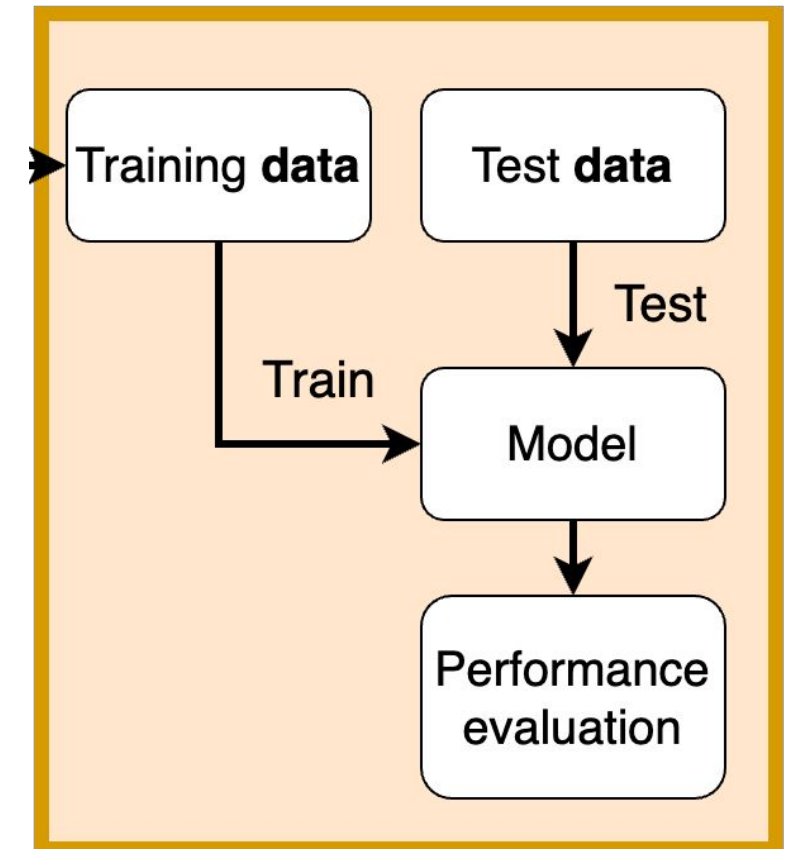 Training data
Test data
Test
Train
Model
Performance
evaluation